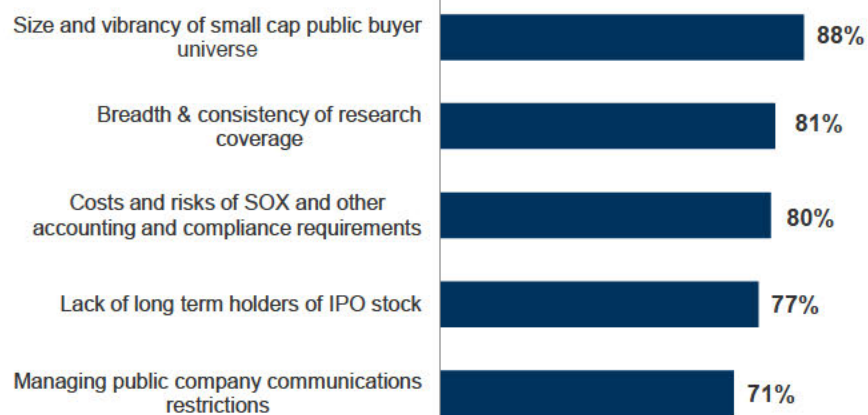 Size and vibrancy of small cap public buyer
universe
88%
Breadth & consistency of research
coverage
81%
Costs and risks of SOX and other
accounting and compliance requirements
80%
Lack of long term holders of IPO stock
77%
Managing public company communications
restrictions
71%